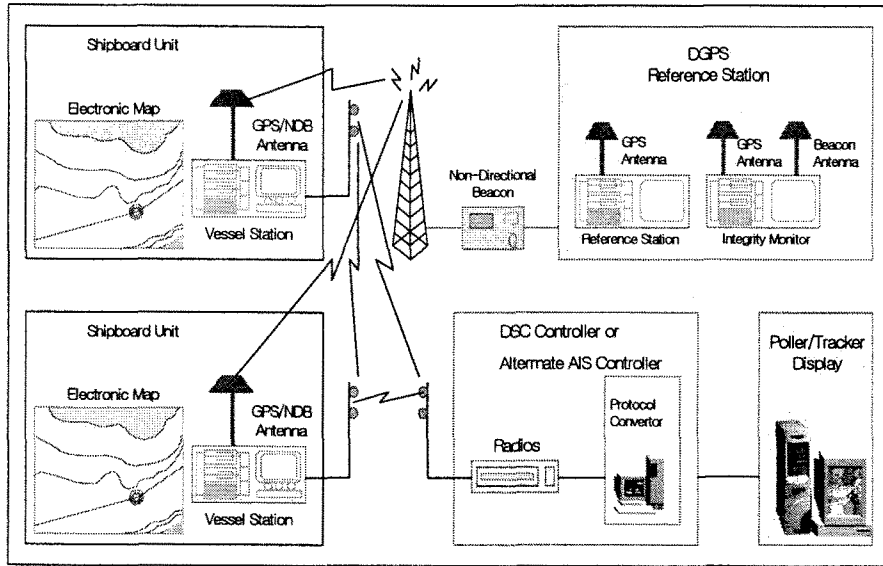 Shipboard Unit
Electronic Map
GPS/NDB
Antenna
Vessel Station
Non-Directional
Beacon
DGPS
Reference Station
GPS
Antenna
GPS
Antenna
Beacon
Antenna
Reference Station
Integrity Monitor
Shipboard Unit
Electronic Map
GPS/NDB
Antenna
Vessel Station
DSC Controller or
Alternate AIS Controller
Radios
Protocol
Convertor
Poller/Tracker
Display